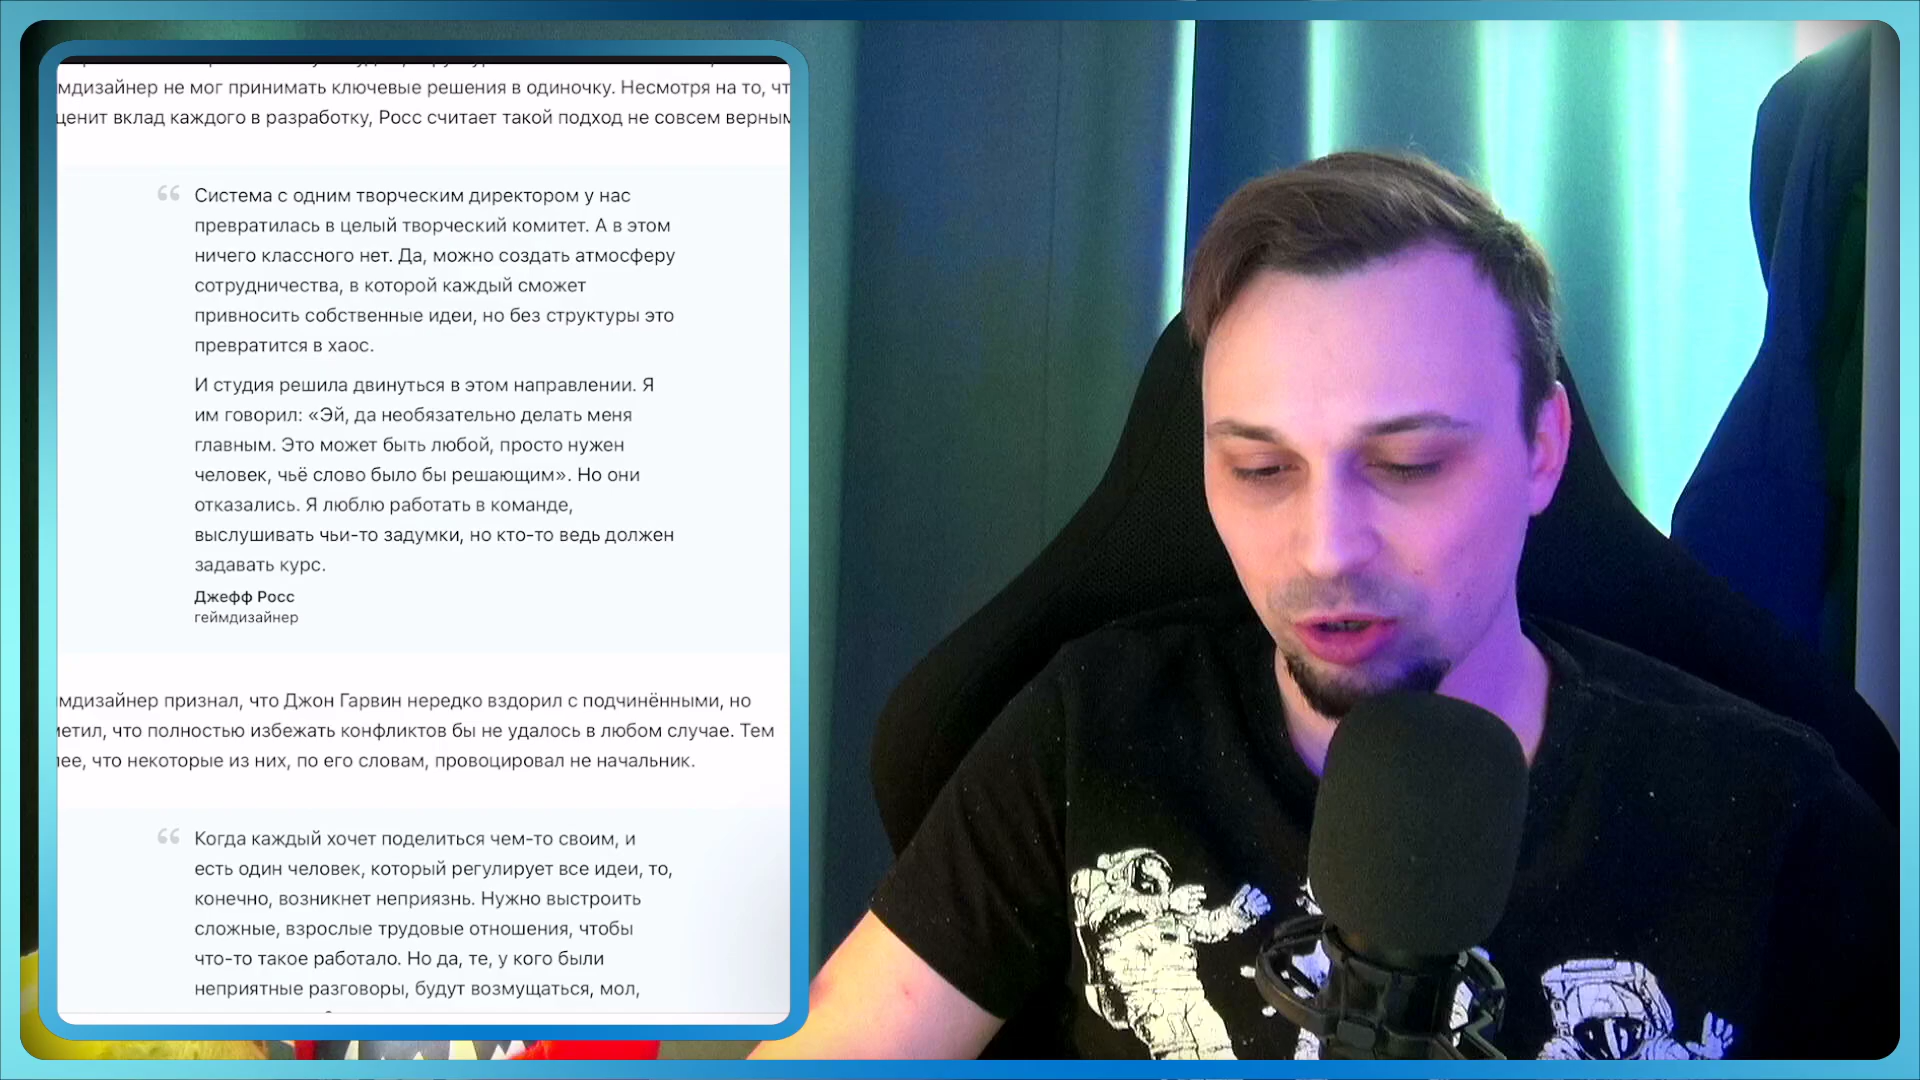 мдизайнер не мог принимать ключевые решения в одиночку. Несмотря на то, чт
ценит вклад каждого в разработку, Росс считает такой подход не совсем верным
Система с одним творческим директором у нас
превратилась в целый творческий комитет. А в этом
ничего классного нет. Да, можно создать атмосферу
сотрудничества, в которой каждый сможет
привносить собственные идеи, но без структуры это
превратится в хаос.
И студия решила двинуться в этом направлении. Я
им говорил: «Эй, да необязательно делать меня
главным. Это может быть любой, просто нужен
человек, чьё слово было бы решающим». Но они
отказались. Я люблю работать в команде,
выслушивать чьи-то задумки, но кто-то ведь должен
задавать курс.
Джефф Росс
геймдизайнер
мдизайнер признал, что Джон Гарвин нередко вздорил с подчинёнными, но
метил, что полностью избежать конфликтов бы не удалось в любом случае. Тем
лее, что некоторые из них, по его словам, провоцировал не начальник.
Когда каждый хочет поделиться чем-то своим, и
есть один человек, который регулирует все идеи, то,
конечно, возникнет неприязнь. Нужно выстроить
сложные, взрослые трудовые отношения, чтобы
что-то такое работало. Но да, те, у кого были
неприятные разговоры, будут возмущаться, мол,